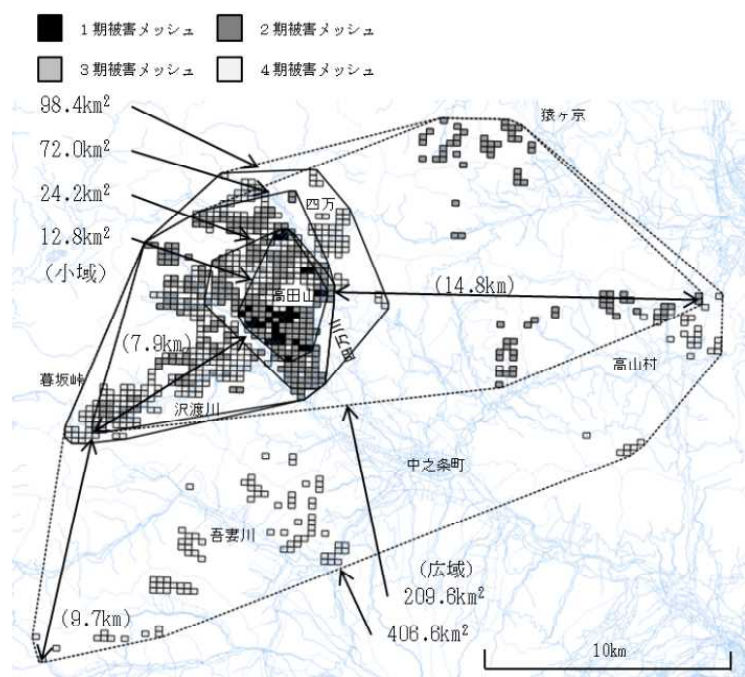 1期被害メッシュ 2期被害メッシュ
3期被害メッシュ 4期被害メッシュ
98.4km²
猿ヶ京
72.0km²
24.2km²
四万
12.8km²
(小域)
高田山
(14.8km)
四万川
(7.9km)
高山村
暮坂峠
沢渡川
中之条町
吾妻川
(広域)
209.6km²
(9.7km)
406.6km²
10km